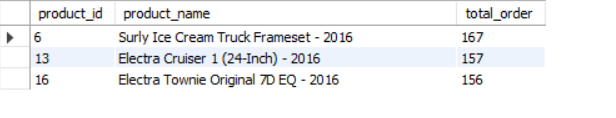 product_id product_name total_order
6 Surly Ice Cream Truck Frameset - 2016 167
13 Electra Cruiser 1 (24-Inch) - 2016 157
16 Electra Townie Original 7D EQ - 2016 156